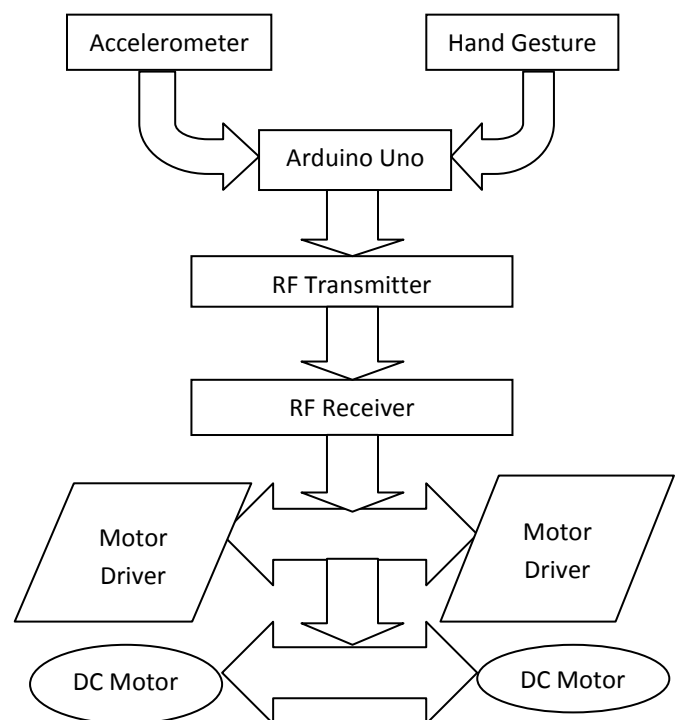 Accelerometer
Hand Gesture
Arduino Uno
RF Transmitter
RF Receiver
Motor
Driver
Motor
Driver
DC Motor
DC Motor